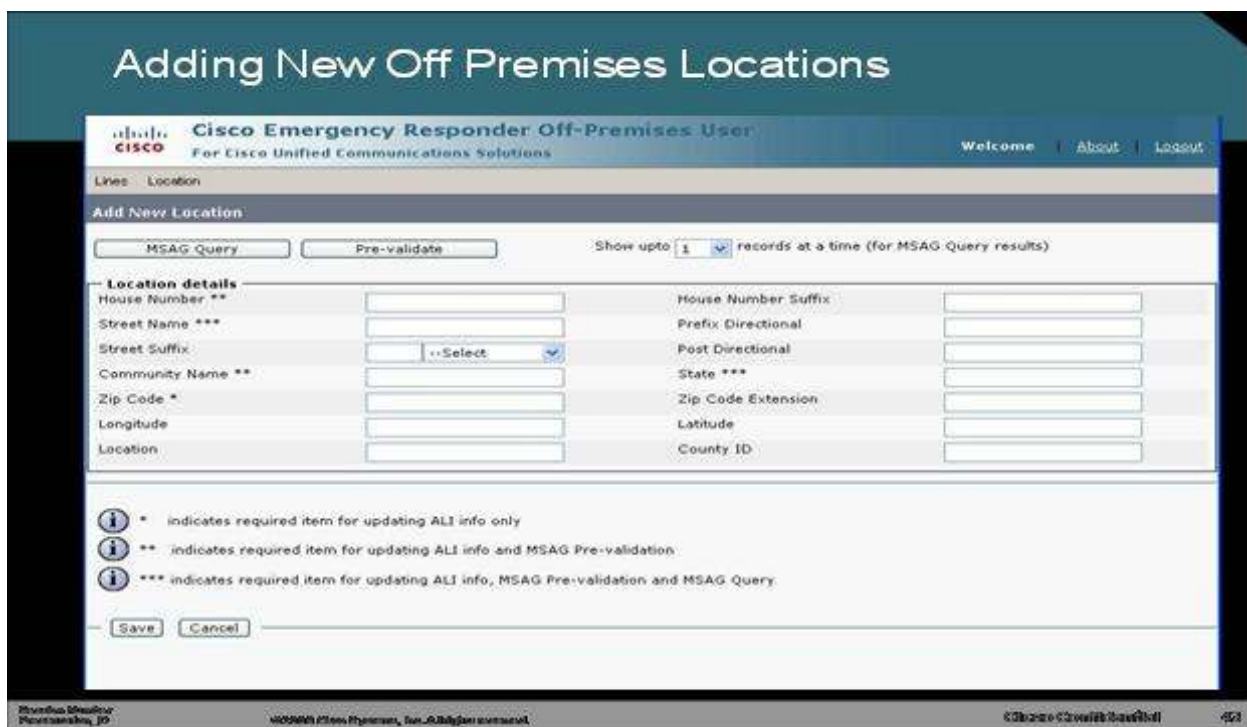 Adding New Off Premises Locations
CISCO
Cisco Emergency Responder Off-Premises User
For Cisco Unified Communications Solutions
Welcome | About | Logout
Lines Location
Add New Location
MSAG Query Pre-validate Show upto 1 records at a time (for MSAG Query results)
Location details
House Number ** House Number Suffix
Street Name *** Prefix Directional
Street Suffix --Select Post Directional
Community Name ** State ***
Zip Code * Zip Code Extension
Longitude Latitude
Location County ID
* indicates required item for updating ALI info only
** indicates required item for updating ALI info and MSAG Pre-validation
*** indicates required item for updating ALI info, MSAG Pre-validation and MSAG Query
Save Cancel
Cisco Confidential